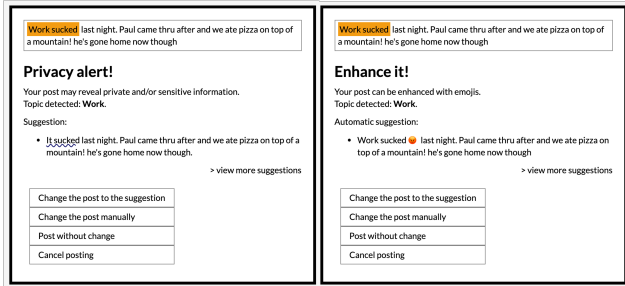 Work sucked last night. Paul came thru after and we ate pizza on top of
a mountain! he's gone home now though
Privacy alert!
Your post may reveal private and/or sensitive information.
Topic detected: Work.
Suggestion:
• It sucked last night. Paul came thru after and we ate pizza on top of a
mountain! he's gone home now though.
> view more suggestions
Change the post to the suggestion
Change the post manually
Post without change
Cancel posting
Work sucked last night. Paul came thru after and we ate pizza on top of
a mountain! he's gone home now though
Enhance it!
Your post can be enhanced with emojis.
Topic detected: Work.
Automatic suggestion:
• Work sucked 😡 last night. Paul came thru after and we ate pizza on
top of a mountain! he's gone home now though
> view more suggestions
Change the post to the suggestion
Change the post manually
Post without change
Cancel posting